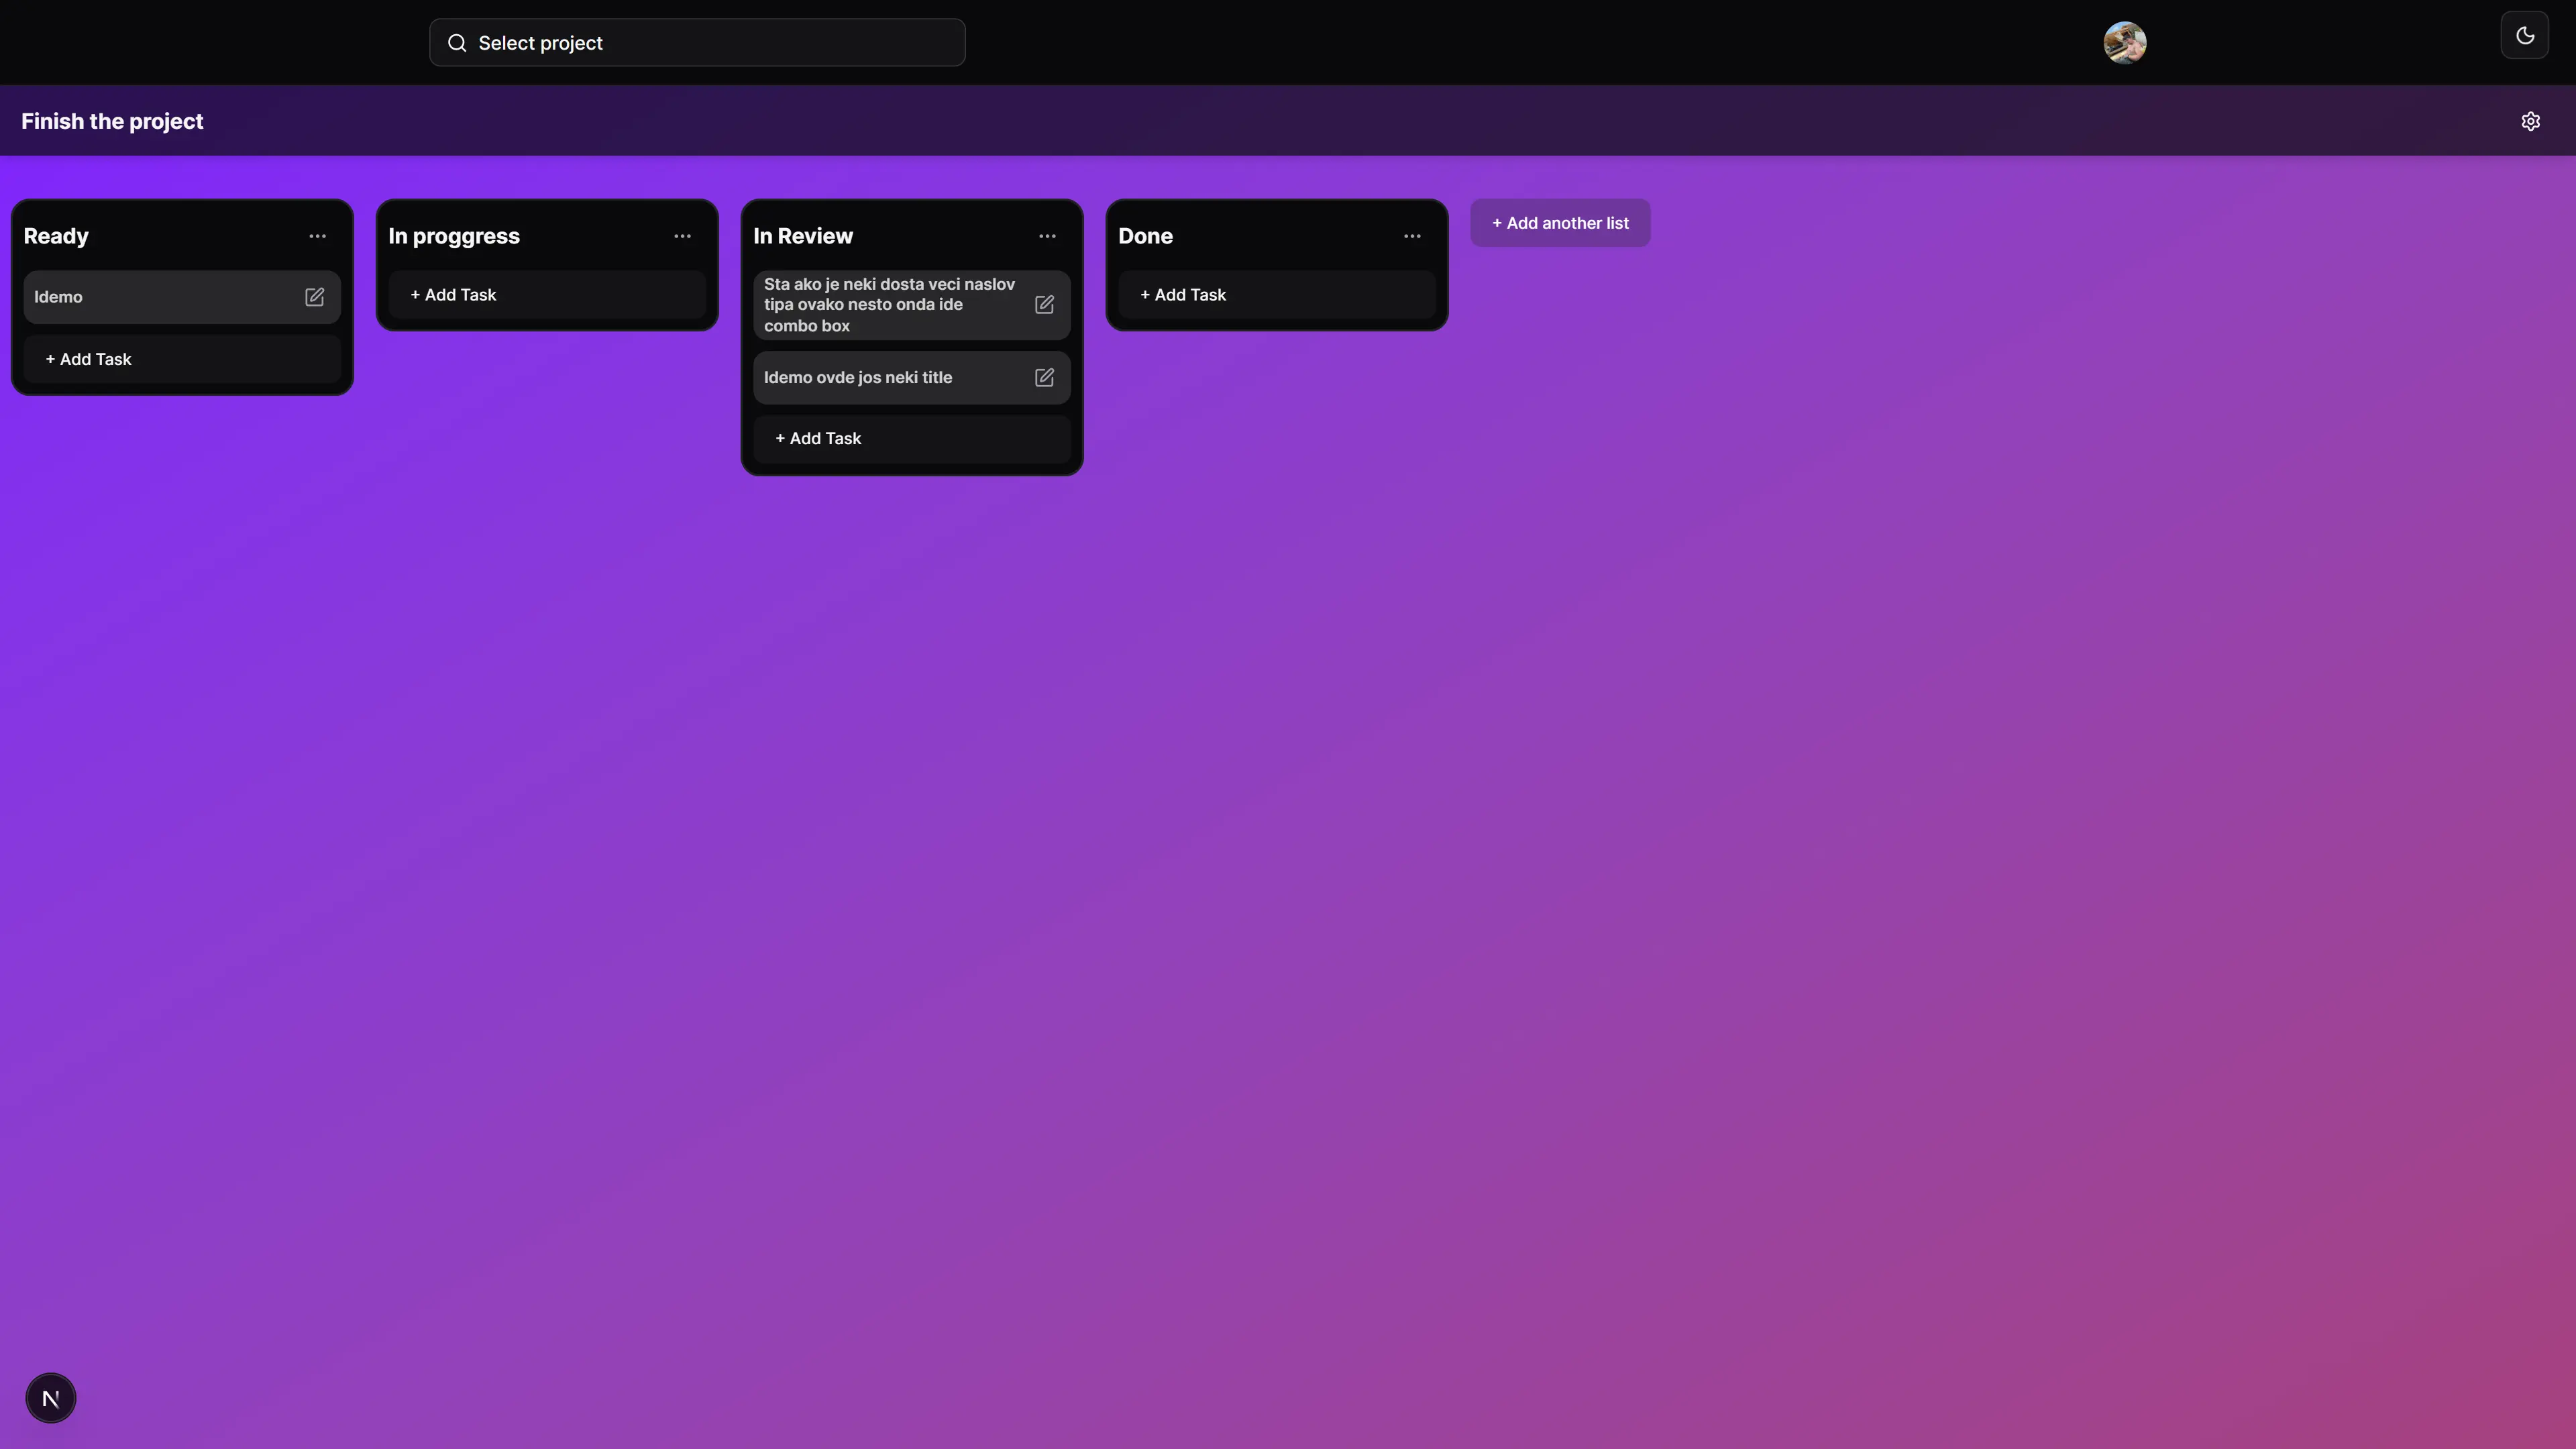 Select project
Finish the project
Ready
Idemo
+ Add Task
In proggress
+ Add Task
In Review
Sta ako je neki dosta veci naslov
tipa ovako nesto onda ide
combo box
Idemo ovde jos neki title
+ Add Task
Done
+ Add Task
+ Add another list
N